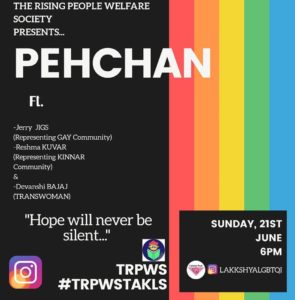 THE RISING PEOPLE WELFARE
SOCIETY
PRESENTS...
PEHCHAN
Ft.
-Jerry JIGS
(Representing GAY Community)
-Reshma KUVAR
(Representing KINNAR
Community)
&
-Devanshi BAJAJ
(TRANSWOMAN)
"Hope will never be
silent..."
SUNDAY, 21ST
JUNE
6PM
LAKKSHYALGBTQI
TRPWS
#TRPWSTAKLS